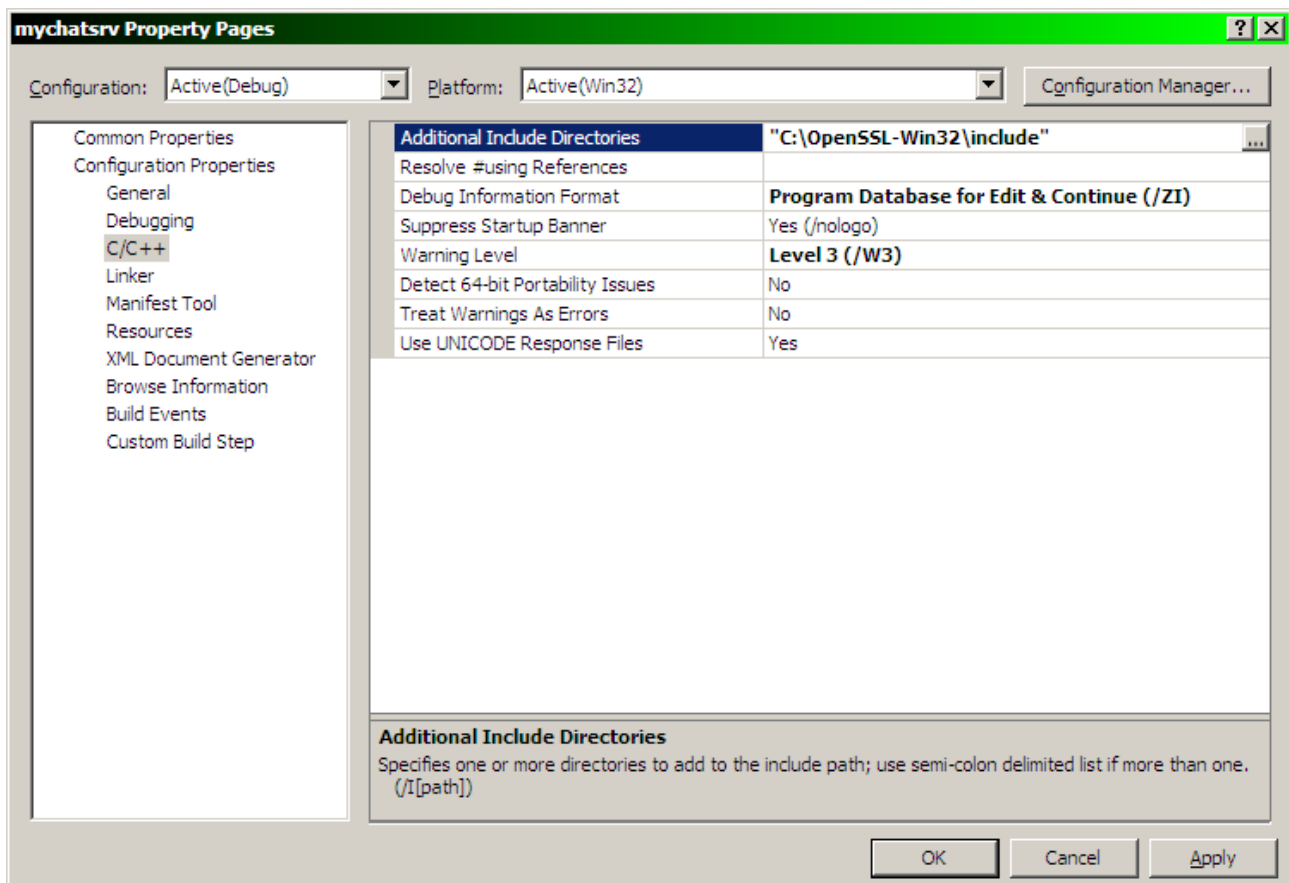 mychatsrv Property Pages
Configuration: Active(Debug) Platform: Active(Win32) Configuration Manager...
Common Properties
Configuration Properties
General
Debugging
C/C++
Linker
Manifest Tool
Resources
XML Document Generator
Browse Information
Build Events
Custom Build Step
Additional Include Directories "C:\OpenSSL-Win32\include" ...
Resolve #using References
Debug Information Format Program Database for Edit & Continue (/ZI)
Suppress Startup Banner Yes (/nologo)
Warning Level Level 3 (/W3)
Detect 64-bit Portability Issues No
Treat Warnings As Errors No
Use UNICODE Response Files Yes
Additional Include Directories
Specifies one or more directories to add to the include path; use semi-colon delimited list if more than one.
(/I[path])
OK Cancel Apply